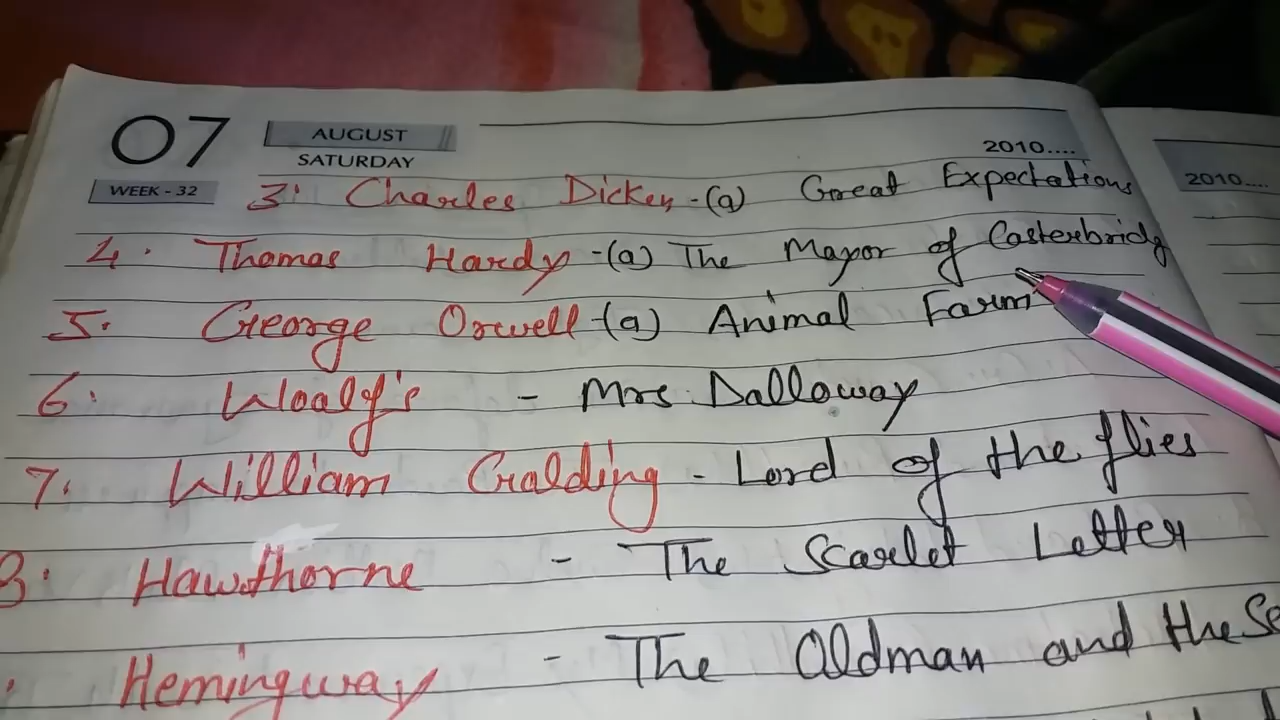 07 AUGUST
SATURDAY 2010....
WEEK - 32
2010....
3. Charles Dicken - (a) Great Expectations
4. Thomas Hardy - (a) The Mayor of Casterbridg
5. George Orwell - (a) Animal Farm
6. Woolf's - Mrs Dalloway
7. William Galding - Lord of the flies
8. Hawthorne - The Scarlet Letter
. Hemingway - The Oldman and the Se